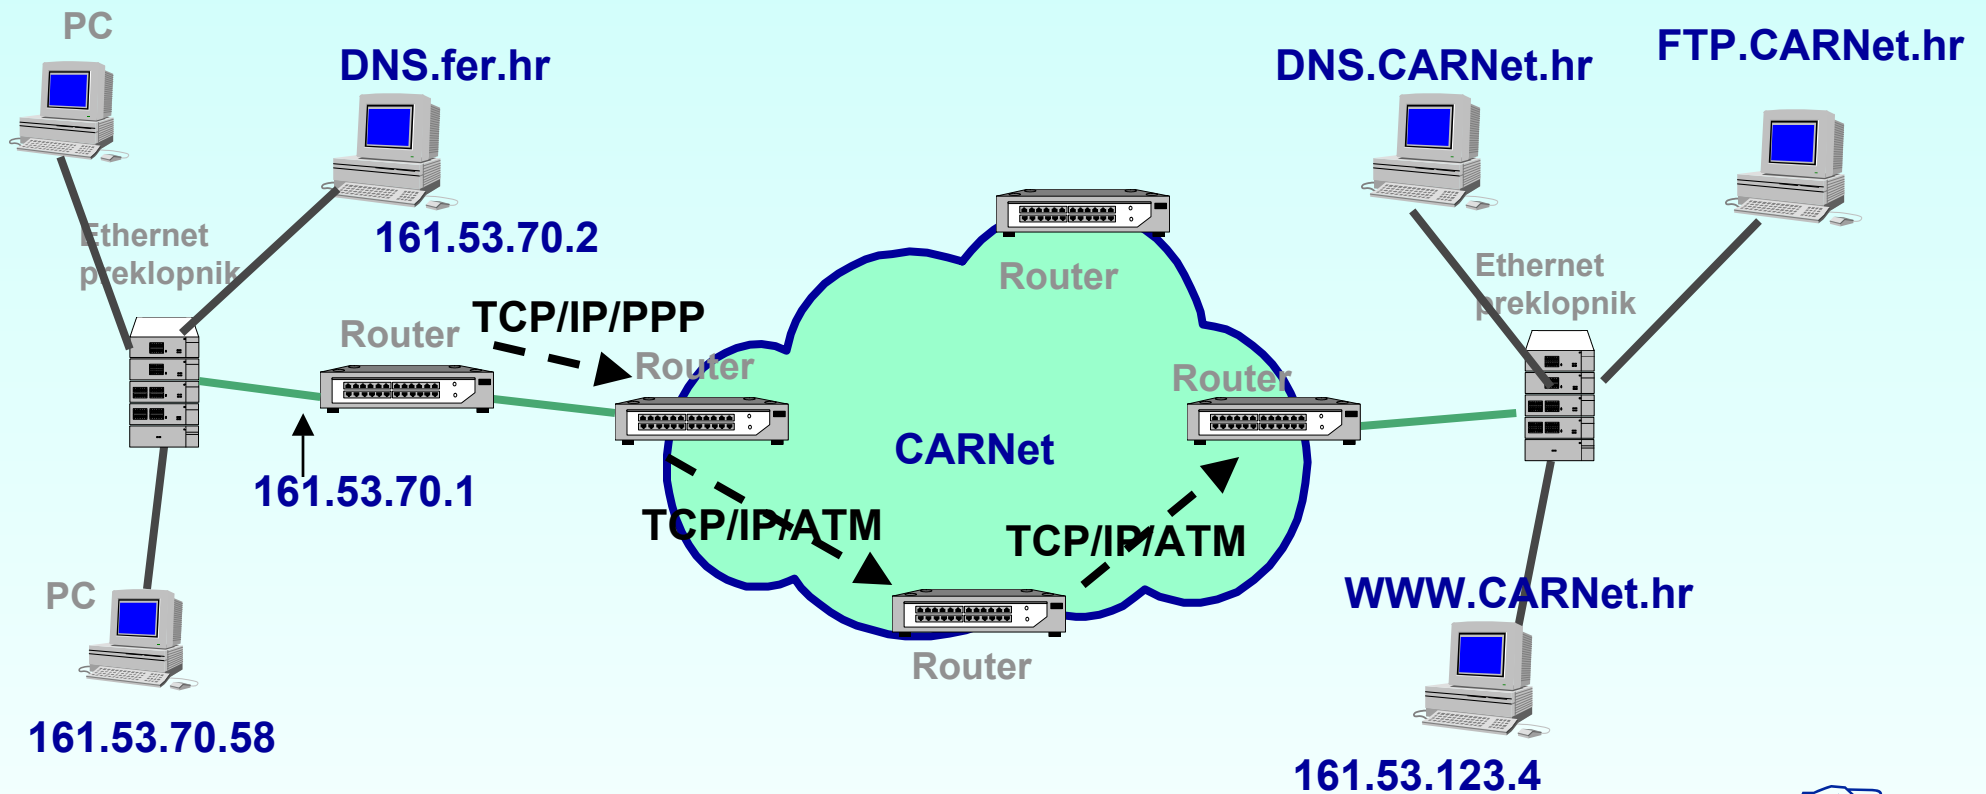 PC
DNS.fer.hr
DNS.CARNet.hr
FTP.CARNet.hr
161.53.70.2
Ethernet
preklopnik
Router
Ethernet
preklopnik
TCP/IP/PPP
Router
Router
Router
CARNet
161.53.70.1
TCP/IP/ATM
TCP/IP/ATM
PC
WWW.CARNet.hr
Router
161.53.70.58
161.53.123.4